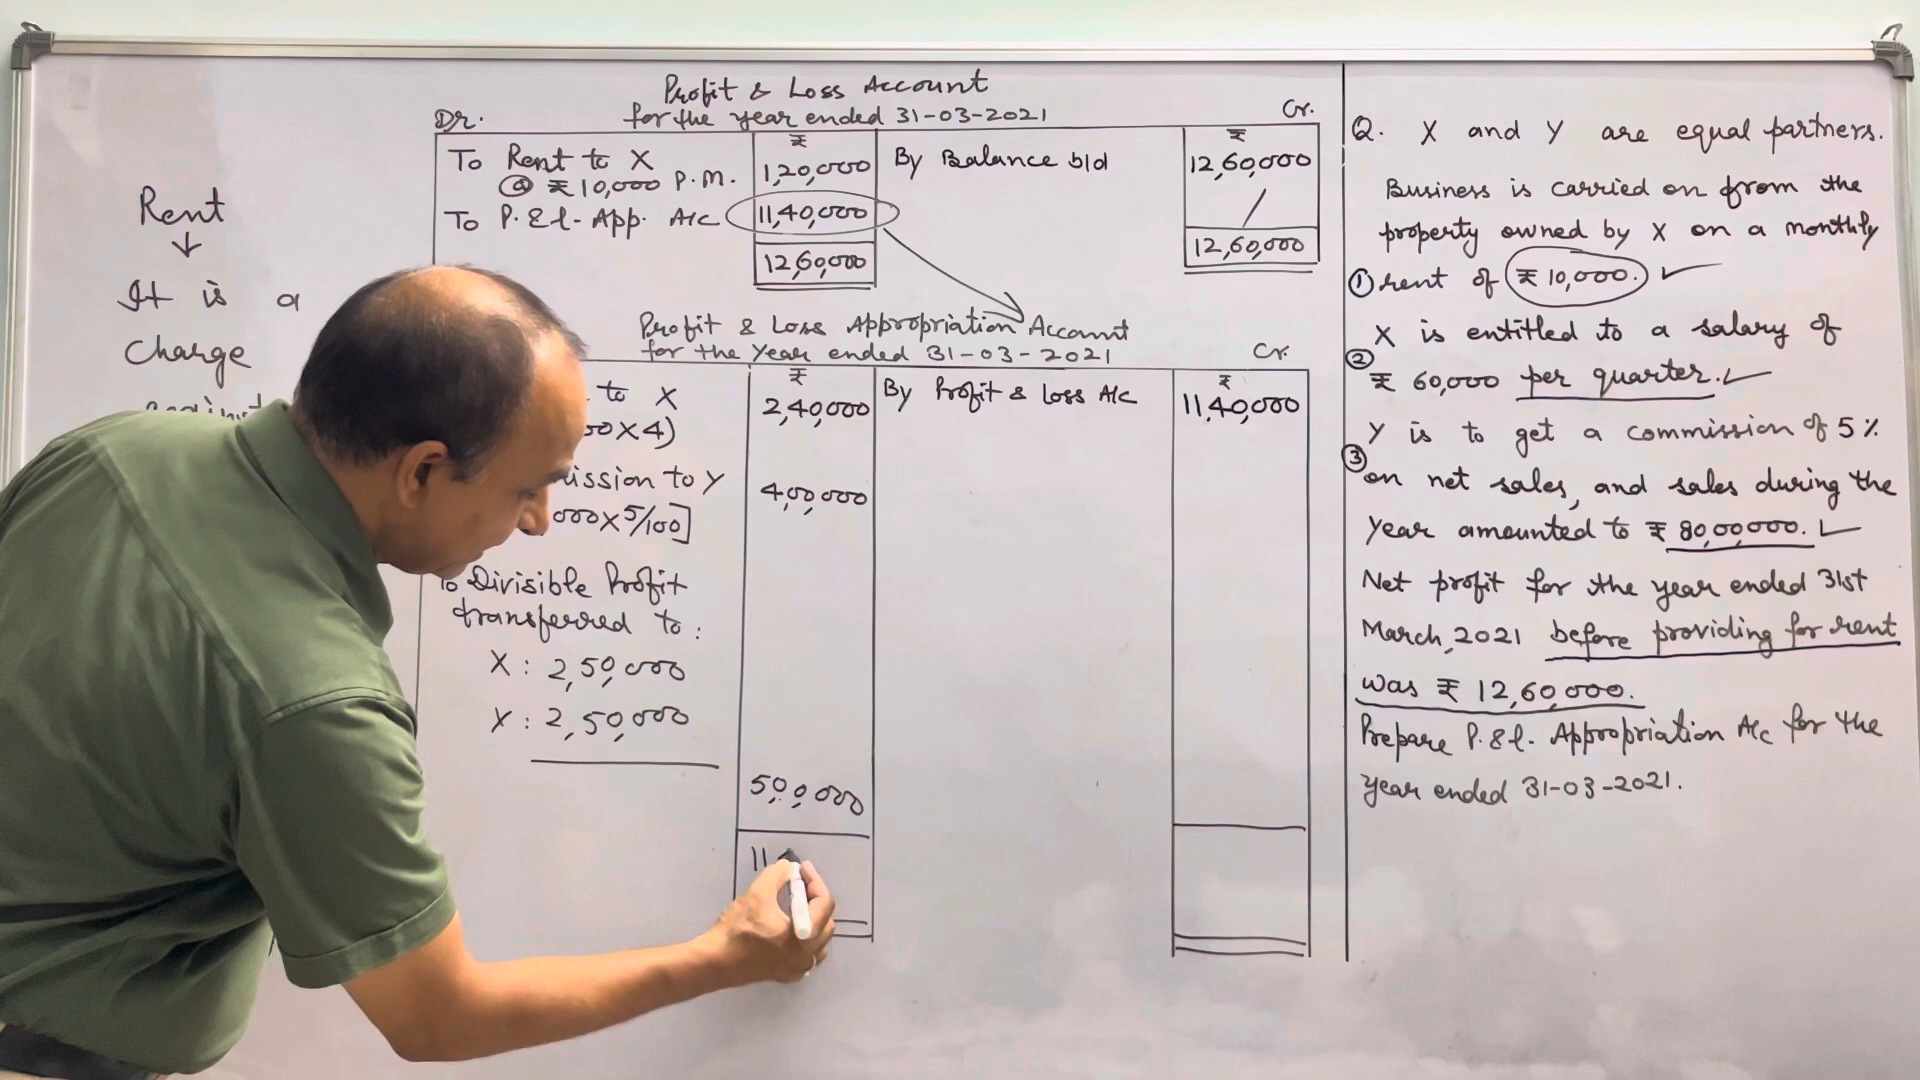 Profit & Loss Account
for the year ended 31-03-2021
Dr.
Cr.
₹
₹
To Rent to X
1,20,000
By Balance b/d
12,60,000
@ ₹10,000 P.M.
To P.&L. App. A/c
11,40,000
12,60,000
12,60,000
Rent
↓
It is a
Charge
against
Profit & Loss Appropriation Account
for the Year ended 31-03-2021
Cr.
₹
₹
to X
2,40,000
By Profit & Loss A/c
11,40,000
00X4)
ission to Y
4,00,000
000X5/100]
To Divisible Profit
transferred to:
X: 2,50,000
Y: 2,50,000
5,00,000
11
Q. X and Y are equal partners.
Business is carried on from the
property owned by X on a monthly
① rent of ₹10,000. ✓
X is entitled to a salary of
②
₹ 60,000 per quarter. ✓
Y is to get a commission of 5%
③
on net sales, and sales during the
Year amounted to ₹ 80,00,000. ✓
Net profit for the year ended 31st
March, 2021 before providing for rent
was ₹ 12,60,000.
Prepare P.&L. Appropriation A/c for the
year ended 31-03-2021.